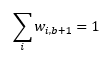 ∑_i w_{i,b+1} = 1